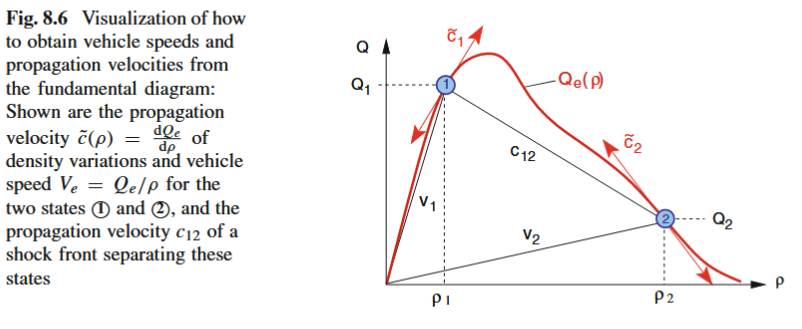 Fig. 8.6 Visualization of how
to obtain vehicle speeds and
propagation velocities from
the fundamental diagram:
Shown are the propagation
velocity c̃(ρ) = dQₑ/dρ of
density variations and vehicle
speed Vₑ = Qₑ/ρ for the
two states ① and ②, and the
propagation velocity c₁₂ of a
shock front separating these
states
Q
c̃₁
Q₁
1
Qₑ(ρ)
c̃₂
c₁₂
v₁
2
Q₂
v₂
ρ
ρ₁
ρ₂